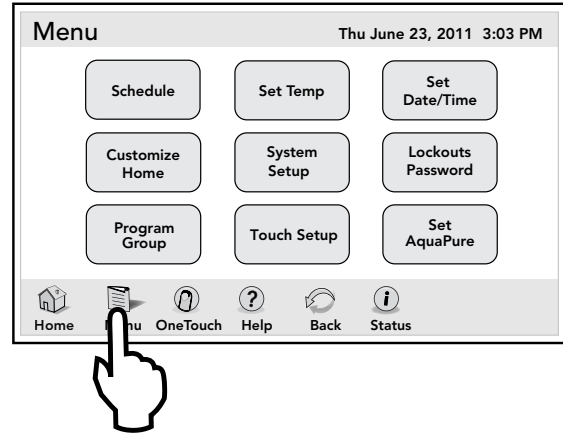 Menu Thu June 23, 2011 3:03 PM
Schedule Set Temp Set
Date/Time
Customize
Home System
Setup Lockouts
Password
Program
Group Touch Setup Set
AquaPure
Home OneTouch Help Back Status